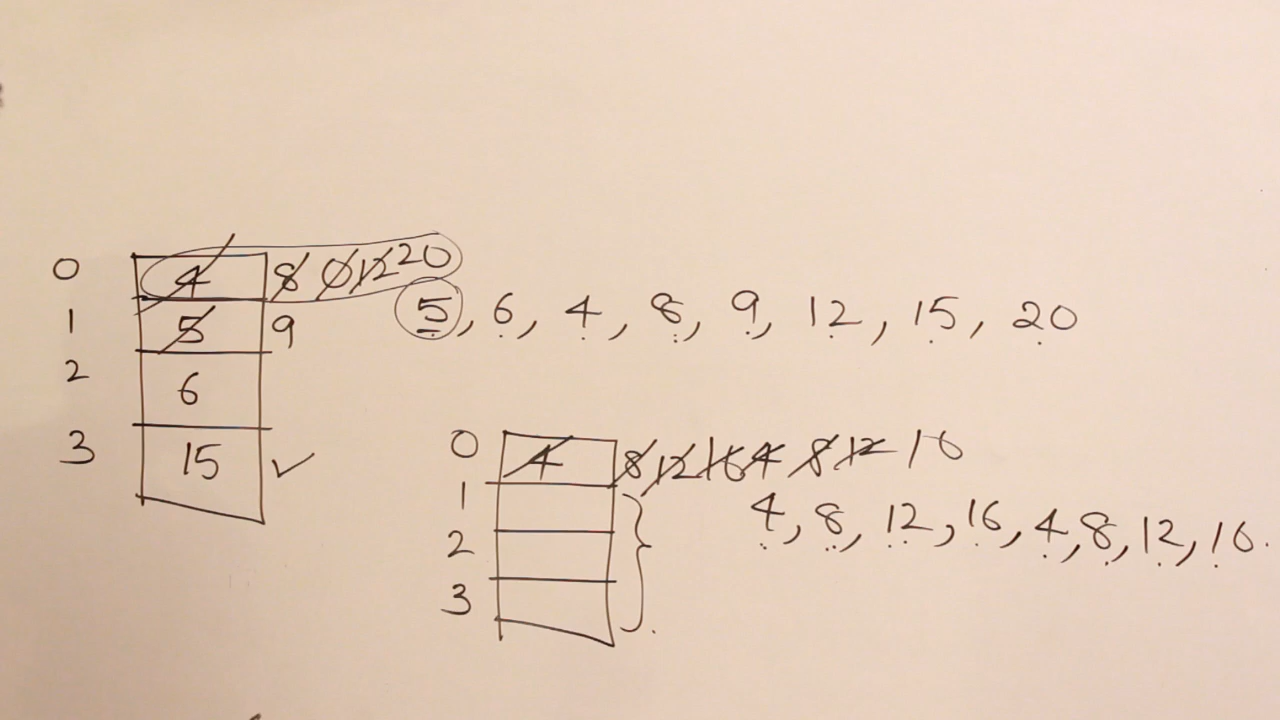 0 4 8 0 12 20
1 5 9
5, 6, 4, 8, 9, 12, 15, 20
2 6
3 15 ✓
0 4 8 12 16 4 8 12 16
1
4, 8, 12, 16, 4, 8, 12, 16.
2
3